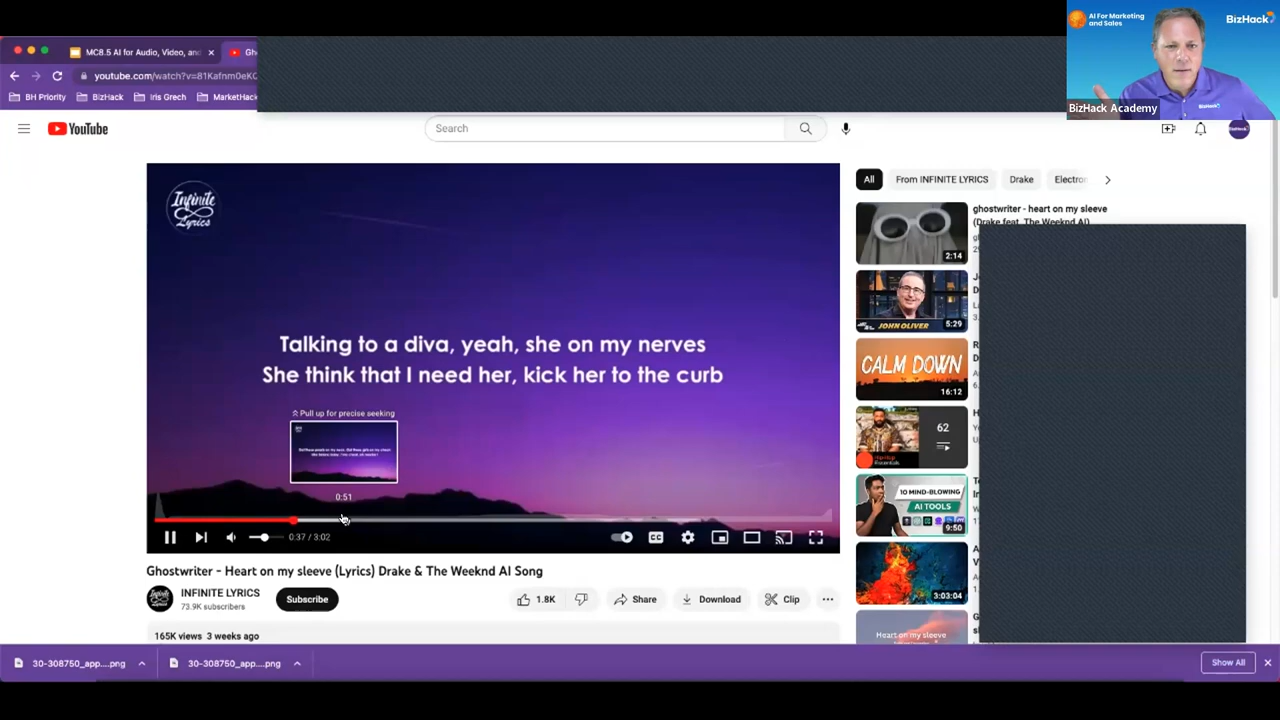 AI For Marketing
and Sales
BizHack
BizHack
BizHack Academy
MC8.5 AI for Audio, Video, an
Gh
youtube.com/watch?v=81Kafnm0eK
BH Priority
BizHack
Iris Grech
MarketHack
YouTube
Search
BizHack
Infinite
Lyrics
All
From INFINITE LYRICS
Drake
Electron
ghostwriter - heart on my sleeve
(Drake feat. The Weeknd AI)
2:14
JOHN OLIVER
5:29
CALM DOWN
16:12
62
10 MIND-BLOWING
AI TOOLS
9:50
3:03:04
Heart on my sleeve
Talking to a diva, yeah, she on my nerves
She think that I need her, kick her to the curb
Pull up for precise seeking
0:51
0:37 / 3:02
CC
Ghostwriter - Heart on my sleeve (Lyrics) Drake & The Weeknd AI Song
INFINITE LYRICS
73.9K subscribers
Subscribe
1.8K
Share
Download
Clip
165K views 3 weeks ago
30-308750_app....png
30-308750_app....png
Show All